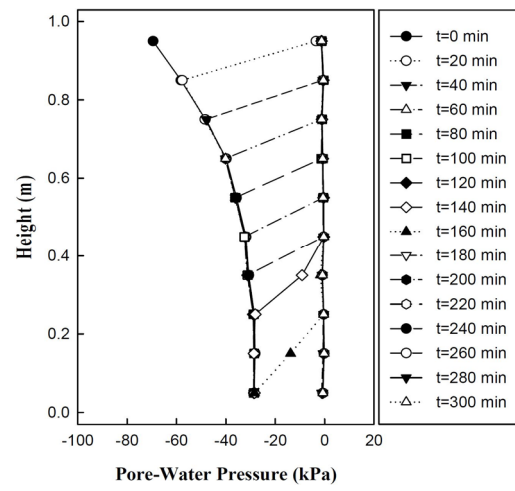 1.0
0.8
0.6
0.4
0.2
0.0
Height (m)
-100
-80
-60
-40
-20
0
20
Pore-Water Pressure (kPa)
t=0 min
t=20 min
t=40 min
t=60 min
t=80 min
t=100 min
t=120 min
t=140 min
t=160 min
t=180 min
t=200 min
t=220 min
t=240 min
t=260 min
t=280 min
t=300 min